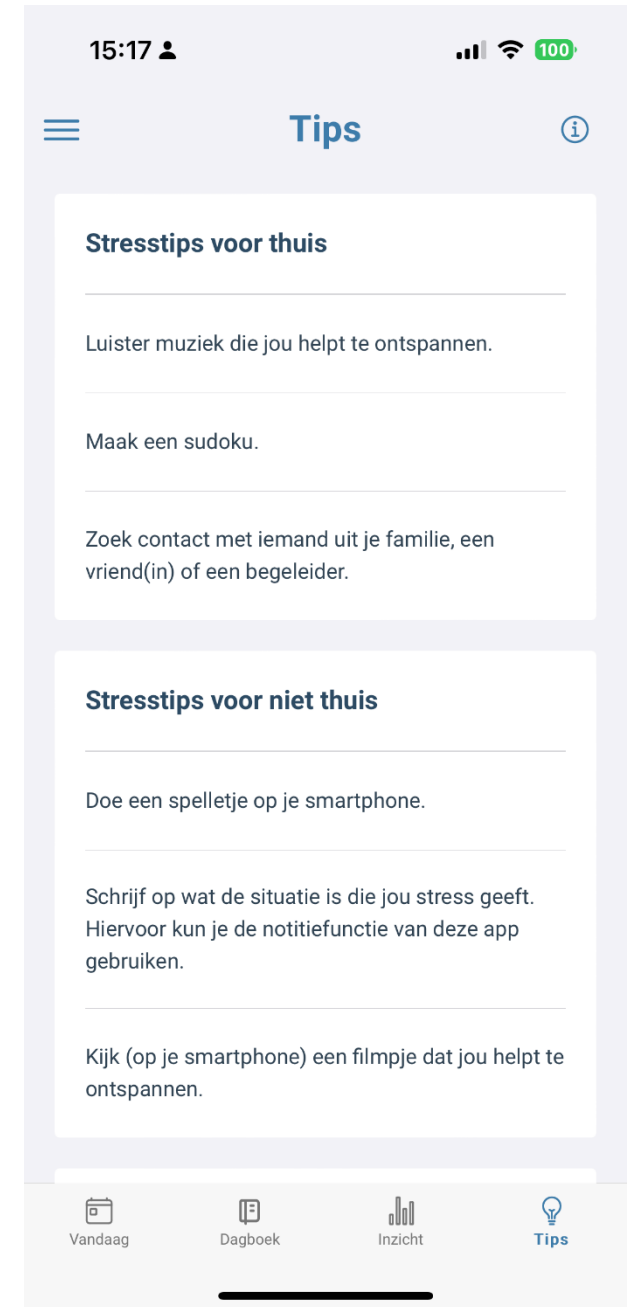 15:17
100
Tips
Stresstips voor thuis
Luister muziek die jou helpt te ontspannen.
Maak een sudoku.
Zoek contact met iemand uit je familie, een
vriend(in) of een begeleider.
Stresstips voor niet thuis
Doe een spelletje op je smartphone.
Schrijf op wat de situatie is die jou stress geeft.
Hiervoor kun je de notitiefunctie van deze app
gebruiken.
Kijk (op je smartphone) een filmpje dat jou helpt te
ontspannen.
Vandaag Dagboek Inzicht Tips